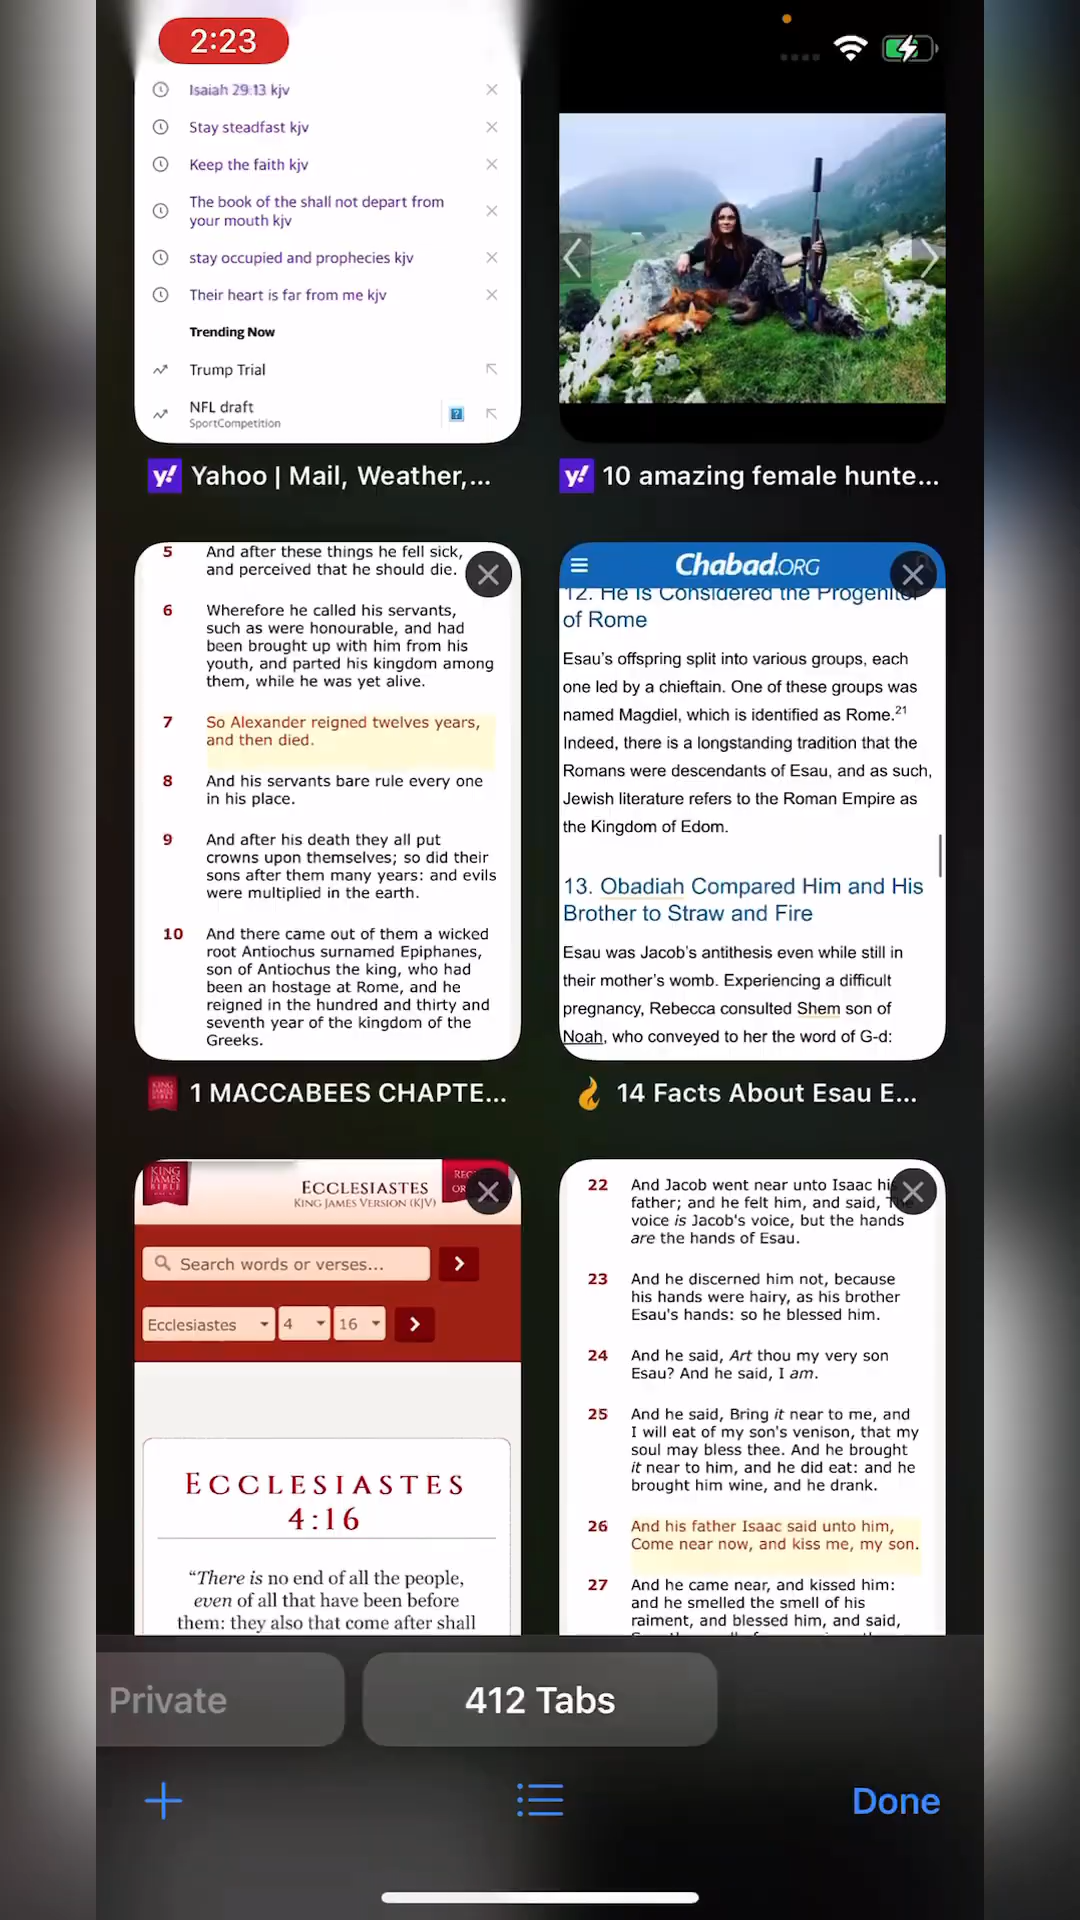 2:23
Isaiah 29:13 kjv
Stay steadfast kjv
Keep the faith kjv
The book of the shall not depart from
your mouth kjv
stay occupied and prophecies kjv
Their heart is far from me kjv
Trending Now
Trump Trial
NFL draft
SportCompetition
y! Yahoo | Mail, Weather,...
y! 10 amazing female hunte...
5 And after these things he fell sick,
and perceived that he should die.
6 Wherefore he called his servants,
such as were honourable, and had
been brought up with him from his
youth, and parted his kingdom among
them, while he was yet alive.
7 So Alexander reigned twelves years,
and then died.
8 And his servants bare rule every one
in his place.
9 And after his death they all put
crowns upon themselves; so did their
sons after them many years: and evils
were multiplied in the earth.
10 And there came out of them a wicked
root Antiochus surnamed Epiphanes,
son of Antiochus the king, who had
been an hostage at Rome, and he
reigned in the hundred and thirty and
seventh year of the kingdom of the
Greeks.
1 MACCABEES CHAPTE...
Chabad.ORG
12. He Is Considered the Progenitor
of Rome
Esau's offspring split into various groups, each
one led by a chieftain. One of these groups was
named Magdiel, which is identified as Rome.21
Indeed, there is a longstanding tradition that the
Romans were descendants of Esau, and as such,
Jewish literature refers to the Roman Empire as
the Kingdom of Edom.
13. Obadiah Compared Him and His
Brother to Straw and Fire
Esau was Jacob's antithesis even while still in
their mother's womb. Experiencing a difficult
pregnancy, Rebecca consulted Shem son of
Noah, who conveyed to her the word of G-d:
14 Facts About Esau E...
KING
JAMES
BIBLE
ECCLESIASTES
KING JAMES VERSION (KJV)
Search words or verses...
Ecclesiastes 4 16
ECCLESIASTES
4:16
“There is no end of all the people,
even of all that have been before
them: they also that come after shall
22 And Jacob went near unto Isaac his
father; and he felt him, and said, The
voice is Jacob's voice, but the hands
are the hands of Esau.
23 And he discerned him not, because
his hands were hairy, as his brother
Esau's hands: so he blessed him.
24 And he said, Art thou my very son
Esau? And he said, I am.
25 And he said, Bring it near to me, and
I will eat of my son's venison, that my
soul may bless thee. And he brought
it near to him, and he did eat: and he
brought him wine, and he drank.
26 And his father Isaac said unto him,
Come near now, and kiss me, my son.
27 And he came near, and kissed him:
and he smelled the smell of his
raiment, and blessed him, and said,
Private
412 Tabs
Done